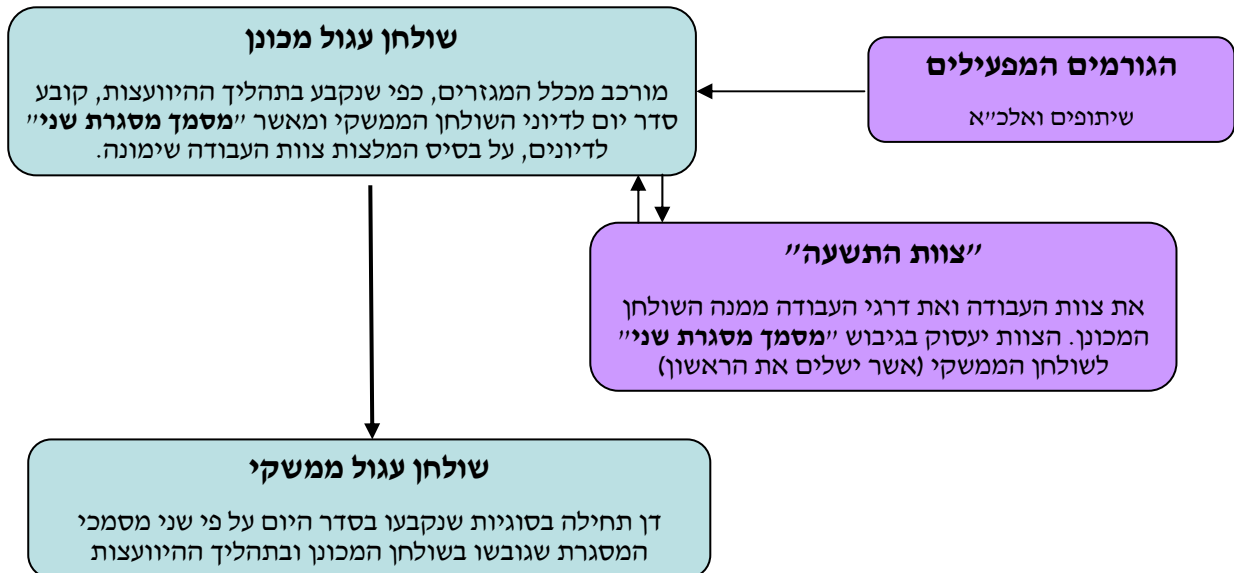 שולחן עגול מכונן
מורכב מכלל המגזרים, כפי שנקבע בתהליך ההיוועצות, קובע
סדר יום לדיוני השולחן הממשקי ומאשר "מסמך מסגרת שני"
לדיונים, על בסיס המלצות צוות העבודה שימונה.
הגורמים המפעילים
שיתופים ואלכ"א
"צוות התשעה"
את צוות העבודה ואת דרגי העבודה ממנה השולחן
המכונן. הצוות יעסוק בגיבוש "מסמך מסגרת שני"
לשולחן הממשקי (אשר ישלים את הראשון)
שולחן עגול ממשקי
דן תחילה בסוגיות שנקבעו בסדר היום על פי שני מסמכי
המסגרת שגובשו בשולחן המכונן ובתהליך ההיוועצות